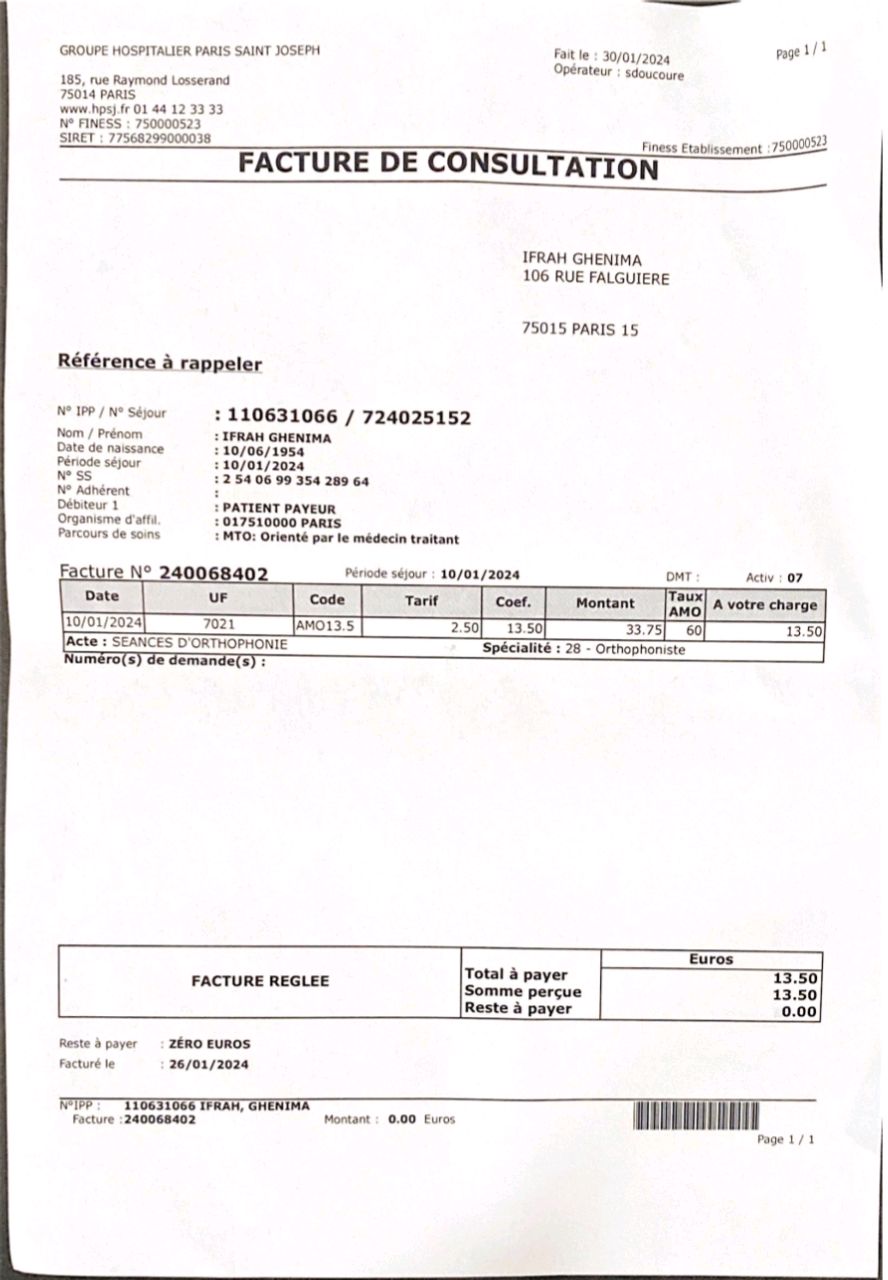 GROUPE HOSPITALIER PARIS SAINT JOSEPH
Fait le : 30/01/2024
Page 1 / 1
Opérateur : sdoucoure
185, rue Raymond Losserand
75014 PARIS
www.hpsj.fr 01 44 12 33 33
N° FINESS : 750000523
SIRET : 77568299000038
Finess Etablissement : 750000523
FACTURE DE CONSULTATION
IFRAH GHENIMA
106 RUE FALGUIERE
75015 PARIS 15
Référence à rappeler
N° IPP / N° Séjour : 110631066 / 724025152
Nom / Prénom : IFRAH GHENIMA
Date de naissance : 10/06/1954
Période séjour : 10/01/2024
N° SS : 2 54 06 99 354 289 64
N° Adhérent :
Débiteur 1 : PATIENT PAYEUR
Organisme d'affil. : 017510000 PARIS
Parcours de soins : MTO: Orienté par le médecin traitant
Facture N° 240068402 Période séjour : 10/01/2024 DMT : Activ : 07
Date UF Code Tarif Coef. Montant Taux AMO A votre charge
10/01/2024 7021 AMO13.5 2.50 13.50 33.75 60 13.50
Acte : SEANCES D'ORTHOPHONIE Spécialité : 28 - Orthophoniste
Numéro(s) de demande(s) :
Euros
FACTURE REGLEE
Total à payer 13.50
Somme perçue 13.50
Reste à payer 0.00
Reste à payer : ZÉRO EUROS
Facturé le : 26/01/2024
N°IPP : 110631066 IFRAH, GHENIMA
Facture : 240068402 Montant : 0.00 Euros
Page 1 / 1